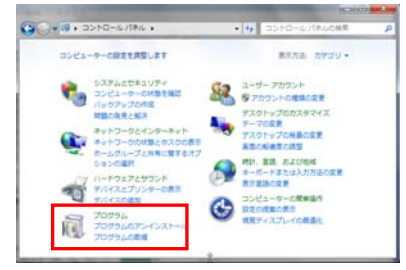 コントロール パネル
コントロール パネルの検索
コンピューターの設定を調整します
表示方法: カテゴリ
システムとセキュリティ
コンピューターの状態を確認
バックアップの作成
問題の発見と解決
ネットワークとインターネット
ネットワークの状態とタスクの表示
ホームグループと共有に関するオプ
ションの選択
ハードウェアとサウンド
デバイスとプリンターの表示
デバイスの追加
プログラム
プログラムのアンインストール
プログラムの取得
ユーザー アカウント
アカウントの種類の変更
デスクトップのカスタマイズ
テーマの変更
デスクトップの背景の変更
画面の解像度の調整
時計、言語、および地域
キーボードまたは入力方法の変更
表示言語の変更
コンピューターの簡単操作
設定の提案の表示
視覚ディスプレイの最適化